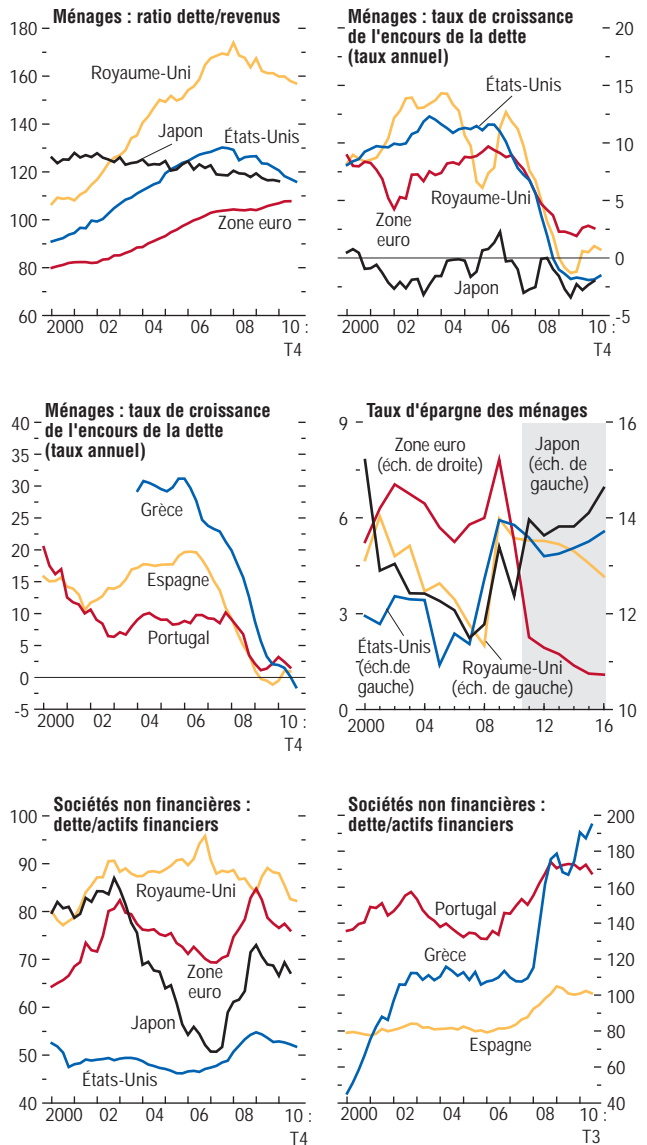 Ménages : ratio dette/revenus
180
160
140
120
100
80
60
Royaume-Uni
Japon
États-Unis
Zone euro
2000 02 04 06 08 10 :
T4
Ménages : taux de croissance
de l'encours de la dette
(taux annuel)
20
15
10
5
0
-5
États-Unis
Royaume-Uni
Zone
euro
Japon
2000 02 04 06 08 10 :
T4
Ménages : taux de croissance
de l'encours de la dette
(taux annuel)
40
35
30
25
20
15
10
5
0
-5
Grèce
Espagne
Portugal
2000 02 04 06 08 10 :
T4
Taux d'épargne des ménages
9
6
3
0
16
14
12
10
Zone euro
(éch. de droite)
Japon
(éch. de
gauche)
États-Unis
(éch.de
gauche)
Royaume-Uni
(éch. de gauche)
2000 04 08 12 16
Sociétés non financières :
dette/actifs financiers
100
90
80
70
60
50
40
Royaume-Uni
Zone
euro
Japon
États-Unis
2000 02 04 06 08 10 :
T4
Sociétés non financières :
dette/actifs financiers
200
180
160
140
120
100
80
60
40
Portugal
Grèce
Espagne
2000 02 04 06 08 10 :
T3